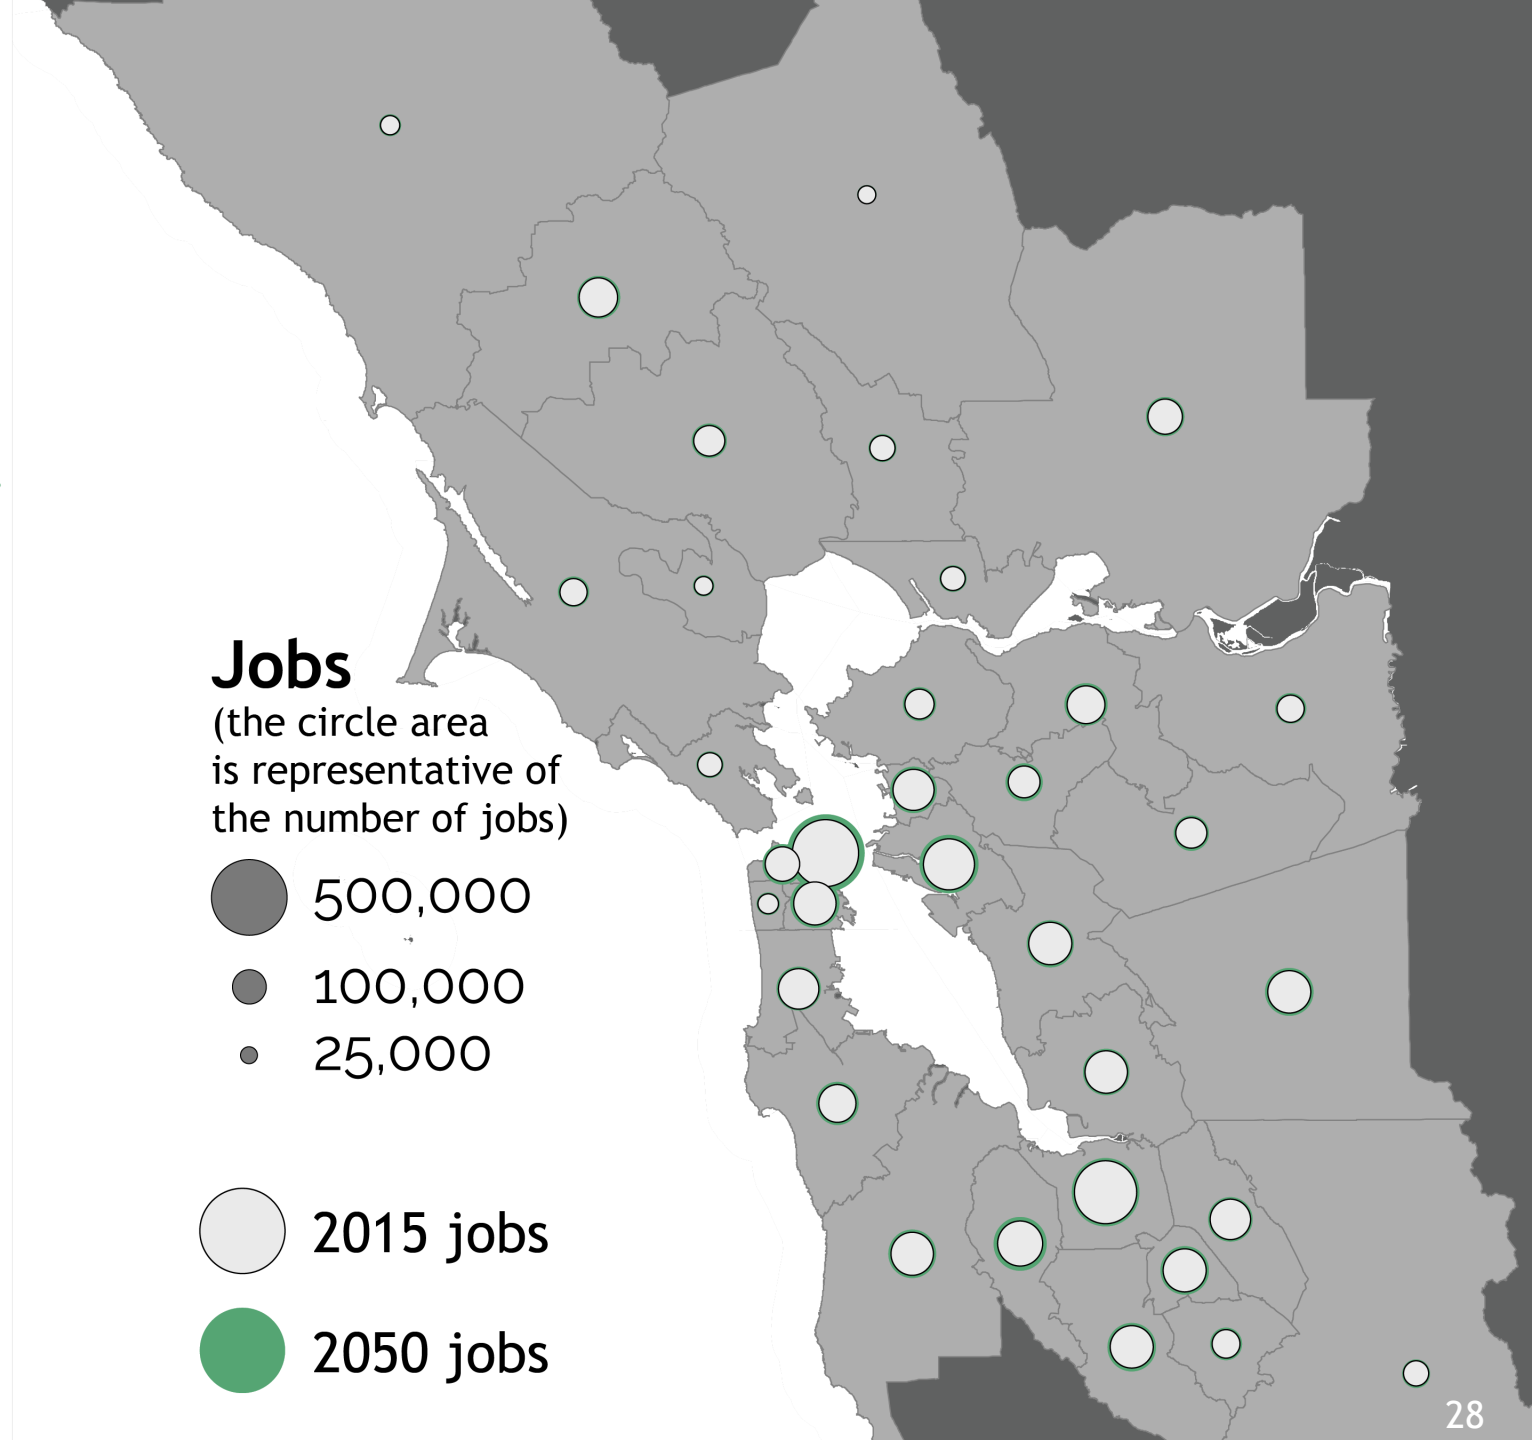 Jobs
(the circle area
is representative of
the number of jobs)
500,000
100,000
25,000
2015 jobs
2050 jobs
28